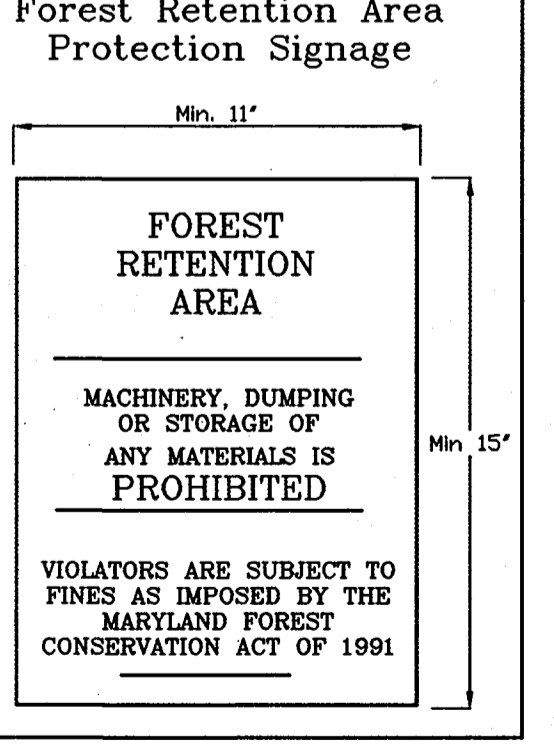 Forest Retention Area
Protection Signage
Min. 11"
FOREST
RETENTION
AREA
MACHINERY, DUMPING
OR STORAGE OF
ANY MATERIALS IS
PROHIBITED
Min 15"
VIOLATORS ARE SUBJECT TO
FINES AS IMPOSED BY THE
MARYLAND FOREST
CONSERVATION ACT OF 1991